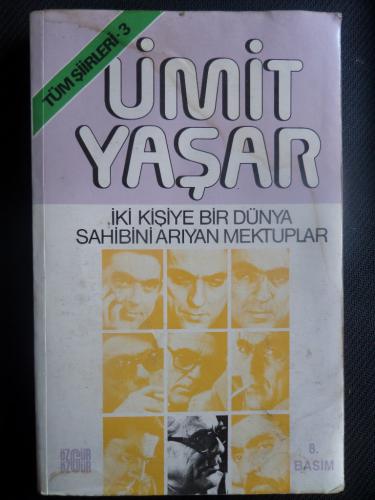 TÜM ŞİİRLERİ-3
ÜMİT
YAŞAR
İKİ KİŞİYE BİR DÜNYA
SAHİBİNİ ARIYAN MEKTUPLAR
ÖZGÜR
8.
BASIM